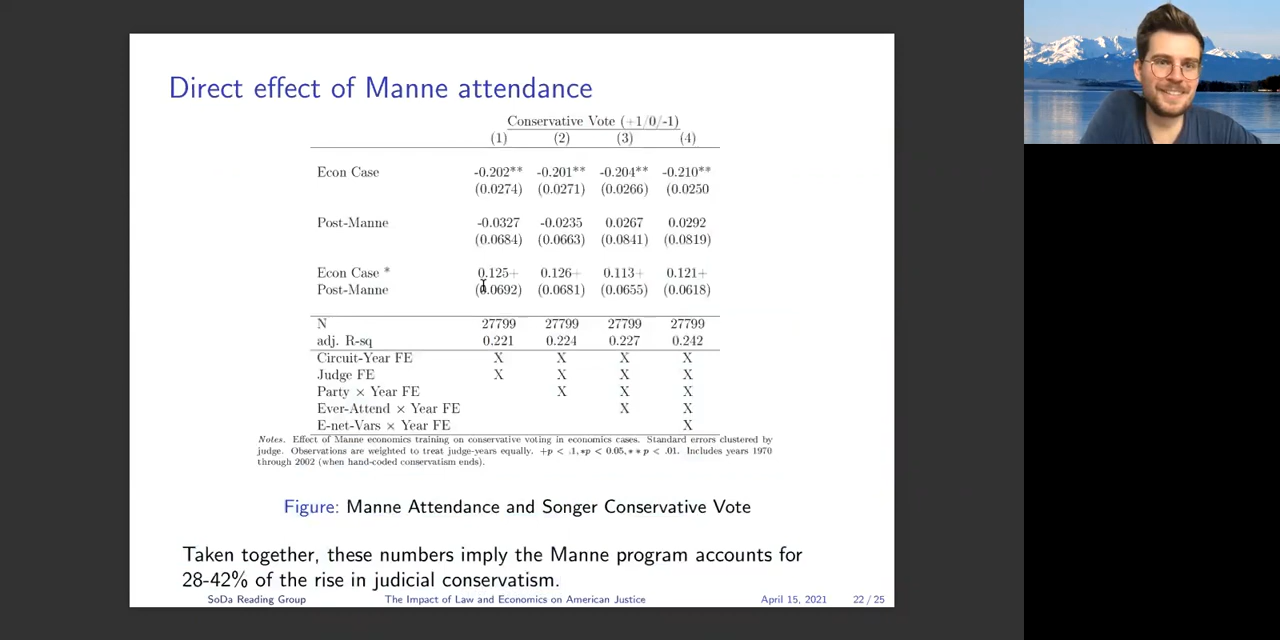 Direct effect of Manne attendance
Conservative Vote (+1/0/-1)
(1) (2) (3) (4)
Econ Case -0.202** -0.201** -0.204** -0.210**
(0.0274) (0.0271) (0.0266) (0.0250
Post-Manne -0.0327 -0.0235 0.0267 0.0292
(0.0684) (0.0663) (0.0841) (0.0819)
Econ Case * 0.125+ 0.126+ 0.113+ 0.121+
Post-Manne (0.0692) (0.0681) (0.0655) (0.0618)
N 27799 27799 27799 27799
adj. R-sq 0.221 0.224 0.227 0.242
Circuit-Year FE X X X X
Judge FE X X X X
Party × Year FE X X X
Ever-Attend × Year FE X X
E-net-Vars × Year FE X
Notes. Effect of Manne economics training on conservative voting in economics cases. Standard errors clustered by
judge. Observations are weighted to treat judge-years equally. +p < .1, *p < 0.05, * * p < .01. Includes years 1970
through 2002 (when hand-coded conservatism ends).
Figure: Manne Attendance and Songer Conservative Vote
Taken together, these numbers imply the Manne program accounts for
28-42% of the rise in judicial conservatism.
SoDa Reading Group The Impact of Law and Economics on American Justice April 15, 2021 22 / 25